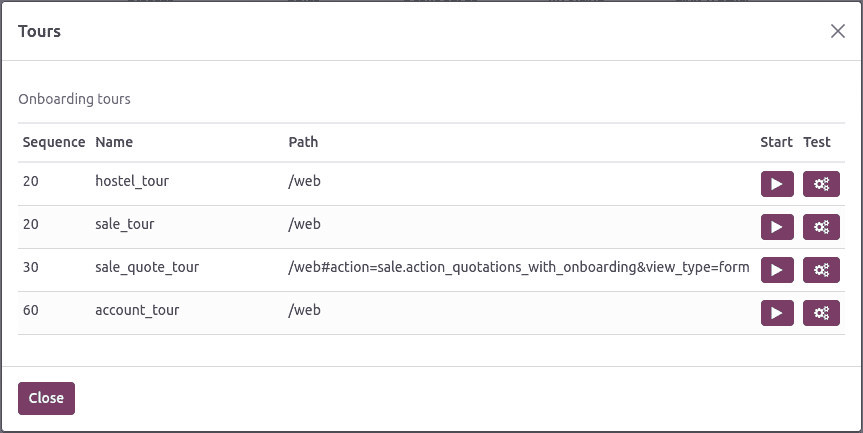 Tours
Onboarding tours
Sequence Name Path Start Test
20 hostel_tour /web
20 sale_tour /web
30 sale_quote_tour /web#action=sale.action_quotations_with_onboarding&view_type=form
60 account_tour /web
Close